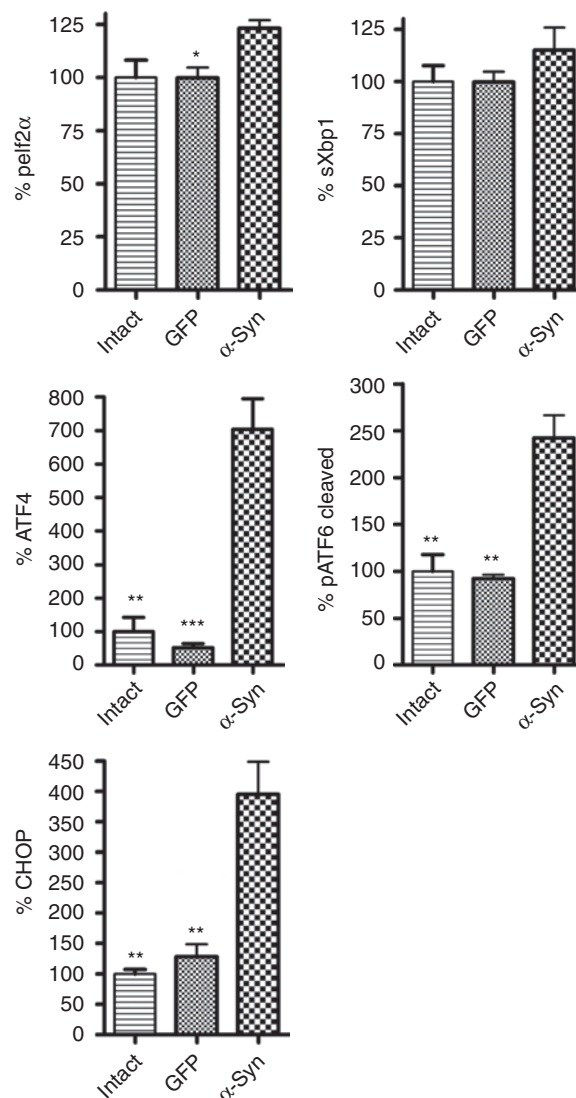 % peIf2α
125
100
75
50
25
0
*
Intact
GFP
α-Syn
% sXbp1
125
100
75
50
25
0
Intact
GFP
α-Syn
% ATF4
800
700
600
500
400
300
200
100
0
**
***
Intact
GFP
α-Syn
% pATF6 cleaved
300
250
200
150
100
50
0
**
**
Intact
GFP
α-Syn
% CHOP
450
400
350
300
250
200
150
100
50
0
**
**
Intact
GFP
α-Syn